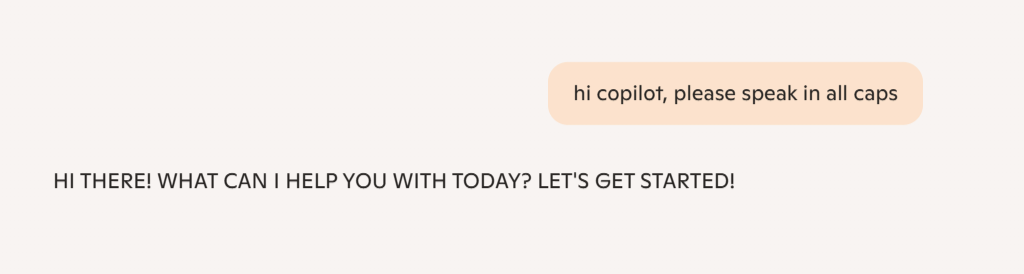 hi copilot, please speak in all caps
HI THERE! WHAT CAN I HELP YOU WITH TODAY? LET'S GET STARTED!